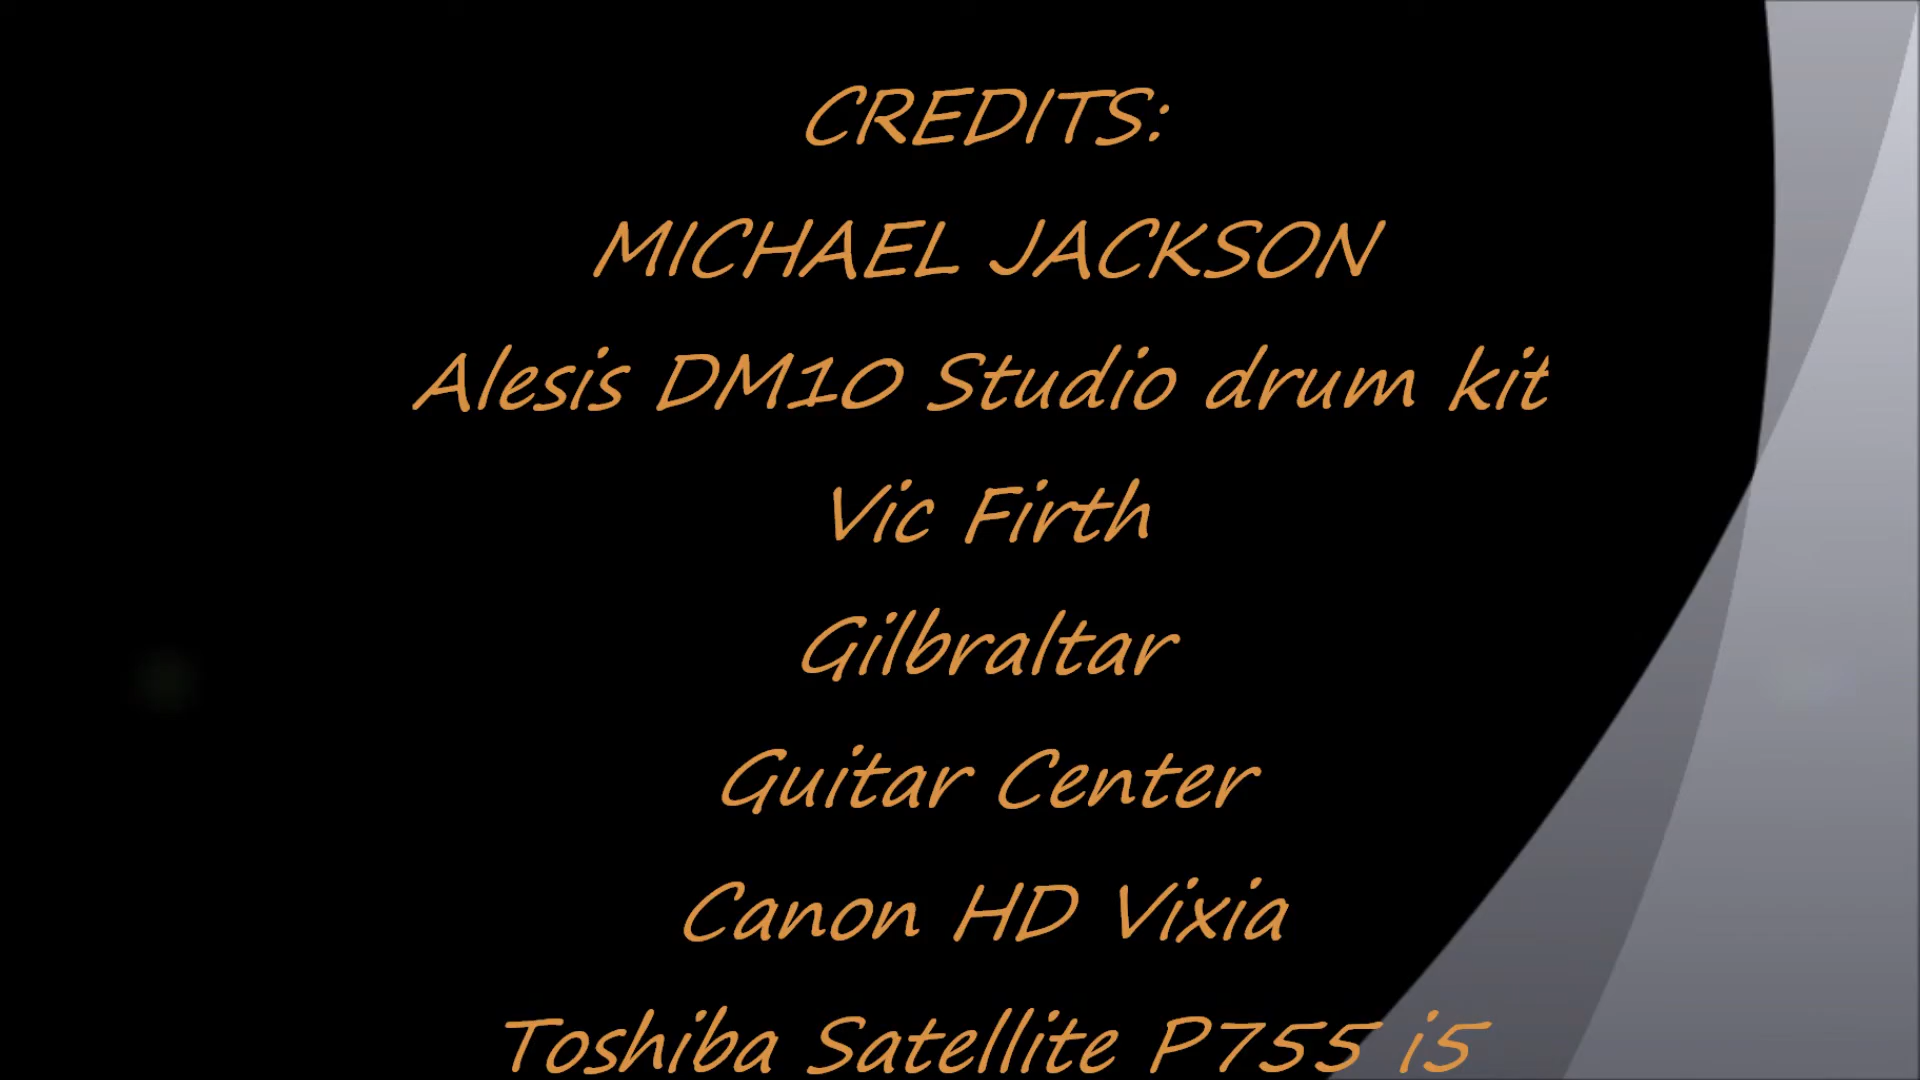 CREDITS:
MICHAEL JACKSON
Alesis DM10 Studio drum kit
Vic Firth
Gilbraltar
Guitar Center
Canon HD Vixia
Toshiba Satellite P755 i5